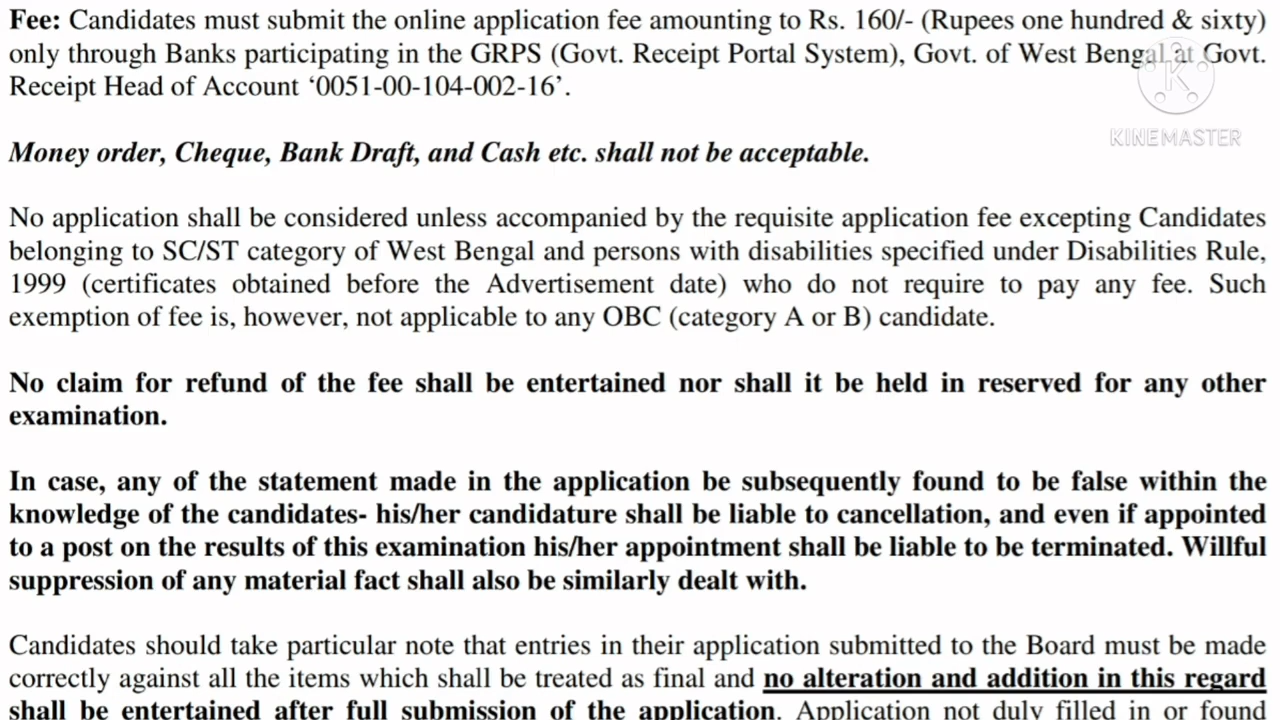 Fee: Candidates must submit the online application fee amounting to Rs. 160/- (Rupees one hundred & sixty)
only through Banks participating in the GRPS (Govt. Receipt Portal System), Govt. of West Bengal at Govt.
Receipt Head of Account ‘0051-00-104-002-16’.
KINEMASTER
Money order, Cheque, Bank Draft, and Cash etc. shall not be acceptable.
No application shall be considered unless accompanied by the requisite application fee excepting Candidates
belonging to SC/ST category of West Bengal and persons with disabilities specified under Disabilities Rule,
1999 (certificates obtained before the Advertisement date) who do not require to pay any fee. Such
exemption of fee is, however, not applicable to any OBC (category A or B) candidate.
No claim for refund of the fee shall be entertained nor shall it be held in reserved for any other
examination.
In case, any of the statement made in the application be subsequently found to be false within the
knowledge of the candidates- his/her candidature shall be liable to cancellation, and even if appointed
to a post on the results of this examination his/her appointment shall be liable to be terminated. Willful
suppression of any material fact shall also be similarly dealt with.
Candidates should take particular note that entries in their application submitted to the Board must be made
correctly against all the items which shall be treated as final and no alteration and addition in this regard
shall be entertained after full submission of the application. Application not duly filled in or found